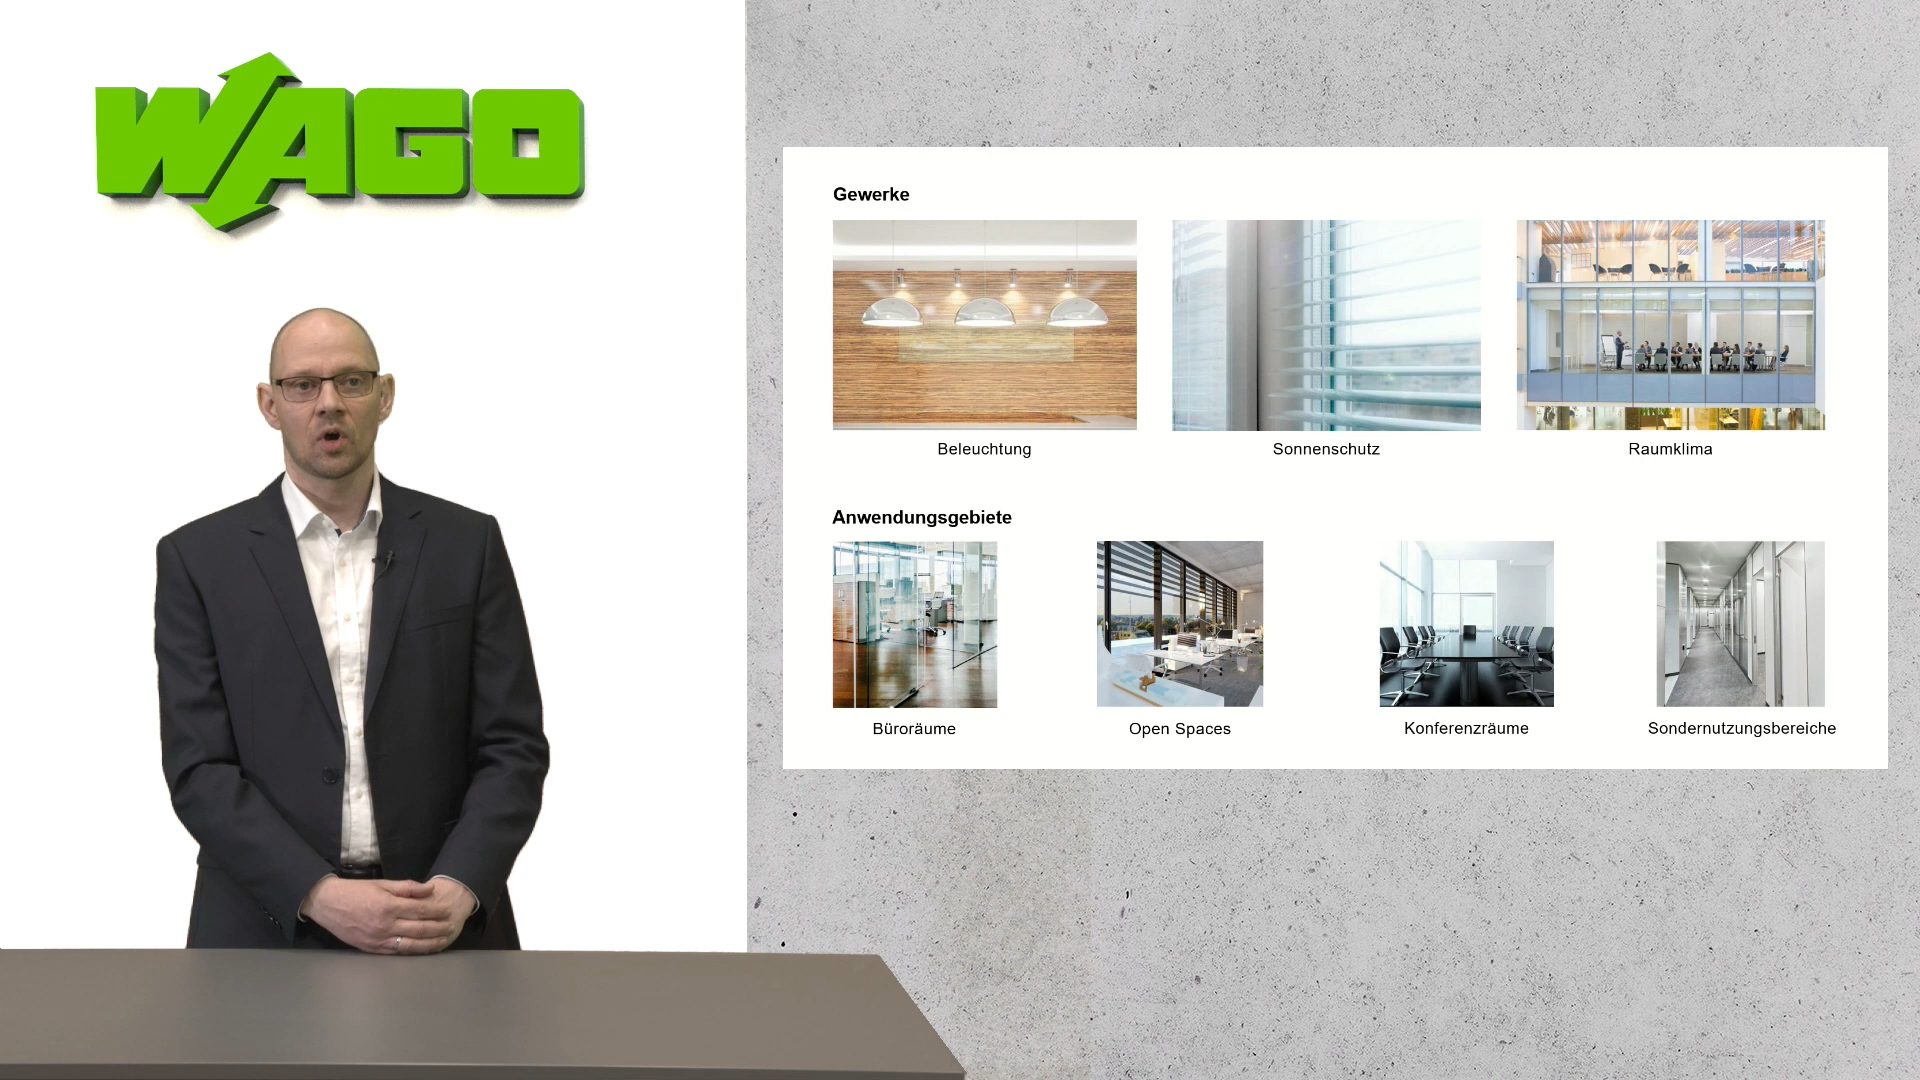 WAGO
Gewerke
Beleuchtung
Sonnenschutz
Raumklima
Anwendungsgebiete
Büroräume
Open Spaces
Konferenzräume
Sondernutzungsbereiche